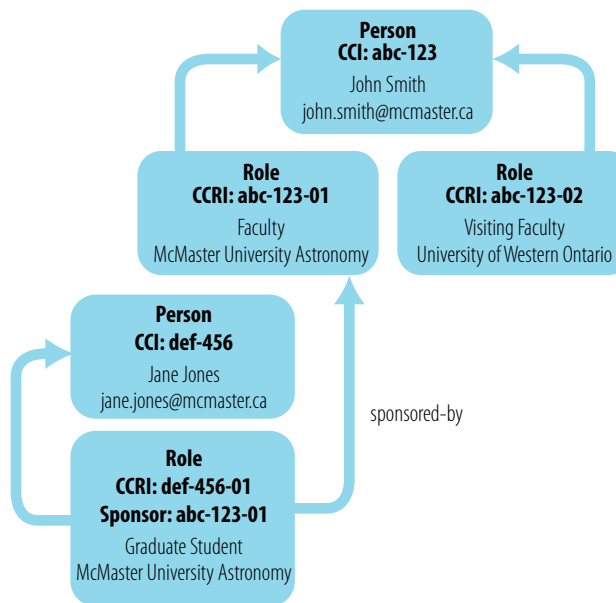 Person
CCI: abc-123
John Smith
john.smith@mcmaster.ca
Role
CCRI: abc-123-01
Faculty
McMaster University Astronomy
Role
CCRI: abc-123-02
Visiting Faculty
University of Western Ontario
Person
CCI: def-456
Jane Jones
jane.jones@mcmaster.ca
sponsored-by
Role
CCRI: def-456-01
Sponsor: abc-123-01
Graduate Student
McMaster University Astronomy